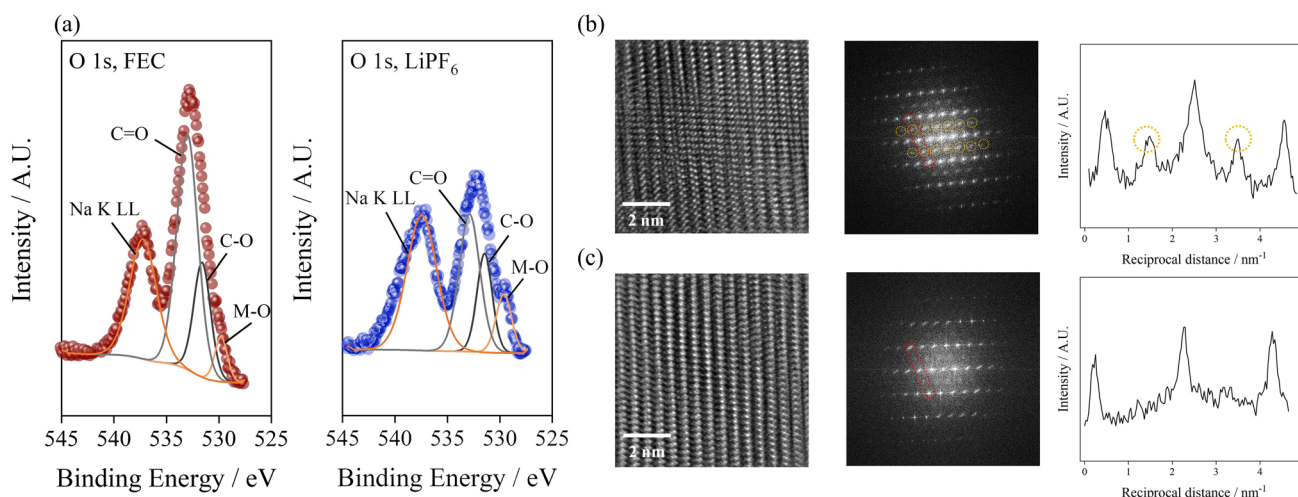 (a)
O 1s, FEC
C=O
Na K LL
C-O
M-O
Intensity / A.U.
545 540 535 530 525
Binding Energy / eV
O 1s, LiPF6
C=O
Na K LL
C-O
M-O
Intensity / A.U.
545 540 535 530 525
Binding Energy / eV
(b)
2 nm
Intensity / A.U.
0 1 2 3 4
Reciprocal distance / nm-1
(c)
2 nm
Intensity / A.U.
0 1 2 3 4
Reciprocal distance / nm-1